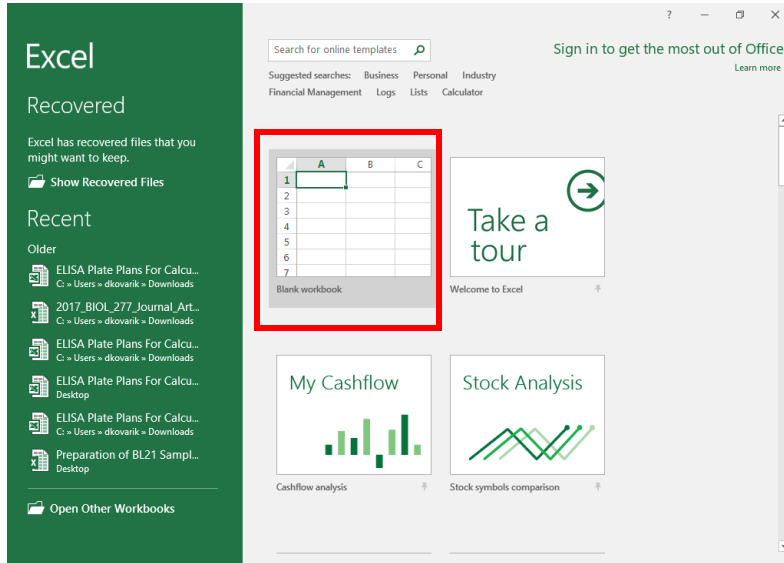 ?
Excel
Recovered
Excel has recovered files that you
might want to keep.
Show Recovered Files
Recent
Older
ELISA Plate Plans For Calcu...
C: » Users » dkovarik » Downloads
2017_BIOL_277_Journal_Art...
C: » Users » dkovarik » Downloads
ELISA Plate Plans For Calcu...
C: » Users » dkovarik » Downloads
ELISA Plate Plans For Calcu...
Desktop
ELISA Plate Plans For Calcu...
C: » Users » dkovarik » Downloads
Preparation of BL21 Sampl...
Desktop
Open Other Workbooks
Search for online templates
Suggested searches: Business Personal Industry
Financial Management Logs Lists Calculator
Sign in to get the most out of Office
Learn more
A B C
1
2
3
4
5
6
7
Blank workbook
Take a
tour
Welcome to Excel
My Cashflow
Cashflow analysis
Stock Analysis
Stock symbols comparison